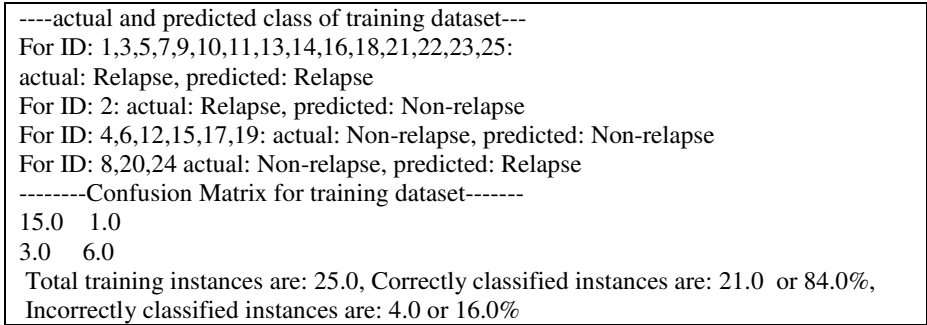 ----actual and predicted class of training dataset---
For ID: 1,3,5,7,9,10,11,13,14,16,18,21,22,23,25:
actual: Relapse, predicted: Relapse
For ID: 2: actual: Relapse, predicted: Non-relapse
For ID: 4,6,12,15,17,19: actual: Non-relapse, predicted: Non-relapse
For ID: 8,20,24 actual: Non-relapse, predicted: Relapse
--------Confusion Matrix for training dataset-------
15.0 1.0
3.0 6.0
Total training instances are: 25.0, Correctly classified instances are: 21.0 or 84.0%,
Incorrectly classified instances are: 4.0 or 16.0%